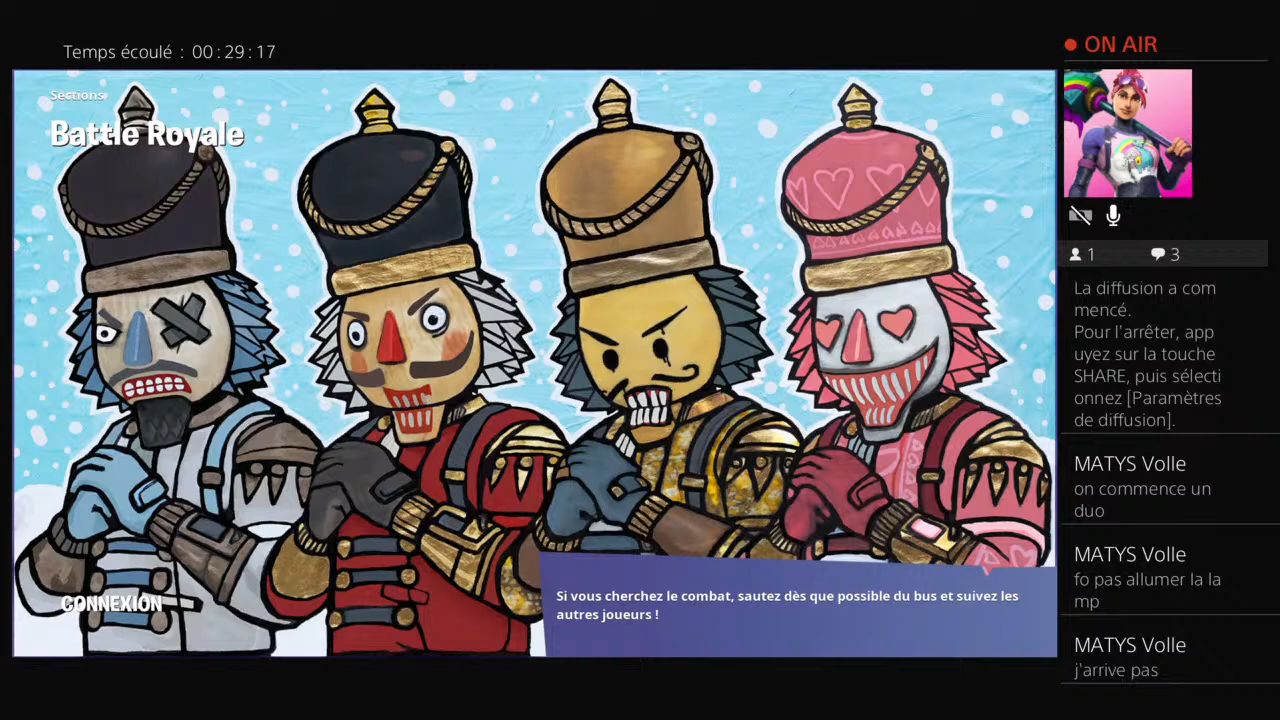 Temps écoulé : 00:29:17
ON AIR
Sections
Battle Royale
1
3
La diffusion a com
mencé.
Pour l'arrêter, app
uyez sur la touche
SHARE, puis sélecti
onnez [Paramètres
de diffusion].
MATYS Volle
on commence un
duo
MATYS Volle
fo pas allumer la la
mp
MATYS Volle
j'arrive pas
CONNEXION
Si vous cherchez le combat, sautez dès que possible du bus et suivez les
autres joueurs !